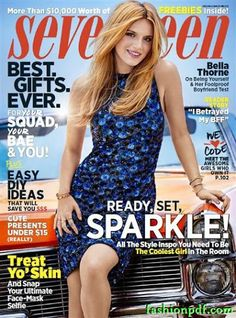 More Than $10,000 Worth of FREEBIES Inside!
seventeen
BEST.
GIFTS.
EVER.
FOR YOUR
SQUAD,
YOUR
BAE
& YOU!
Plus
EASY
DIY
IDEAS
THAT WILL
SAVE YOU $$$
CUTE
PRESENTS
UNDER $15
(REALLY)
Treat
Yo' Skin
And Snap
Your Ultimate
Face-Mask
Selfie
Bella
Thorne
On Being Yourself
& Her Foolproof
Boyfriend Test
READER
STORY
"I Betrayed
My BFF"
WE
CODE
MEET THE
AWESOME
GIRLS WHO
OWN IT
P.102
READY, SET,
SPARKLE!
All The Style Inspo You Need To Be
The Coolest Girl In The Room
fashionpdf.com